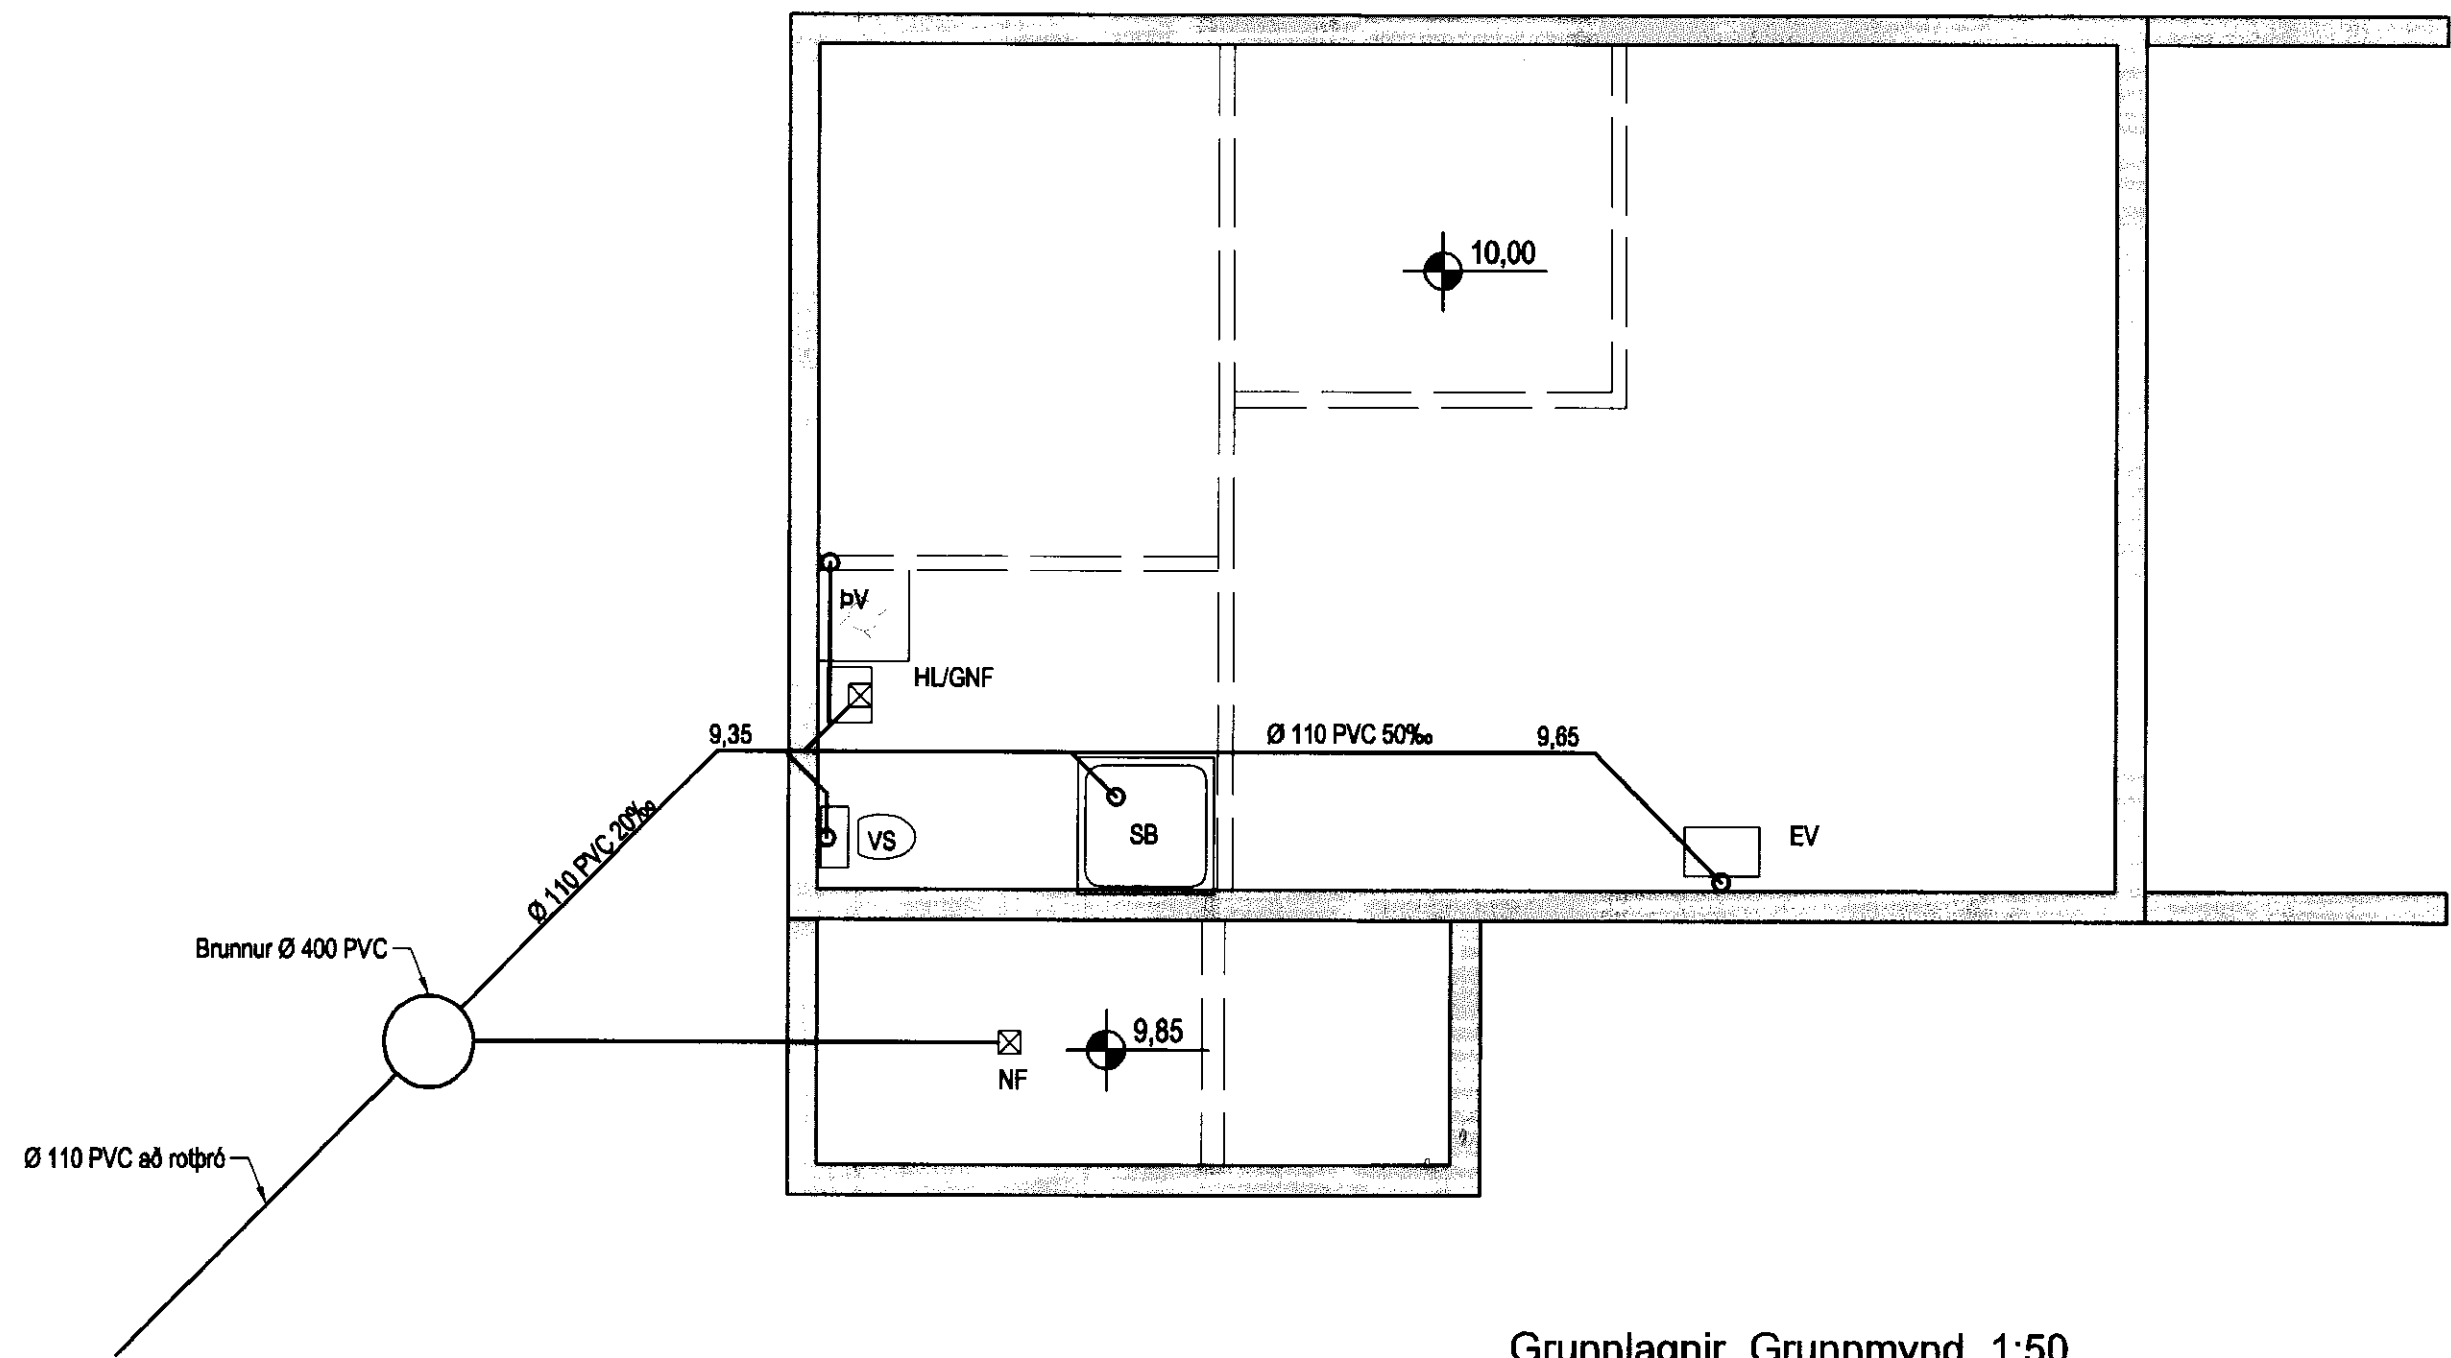 10,00
ÞV
HL/GNF
9,35
Ø 110 PVC 50‰
9,65
Ø 110 PVC 20‰
VS
SB
EV
Brunnur Ø 400 PVC
9,85
NF
Ø 110 PVC að rotþró
Grunnlagnir Grunnmynd 1:50